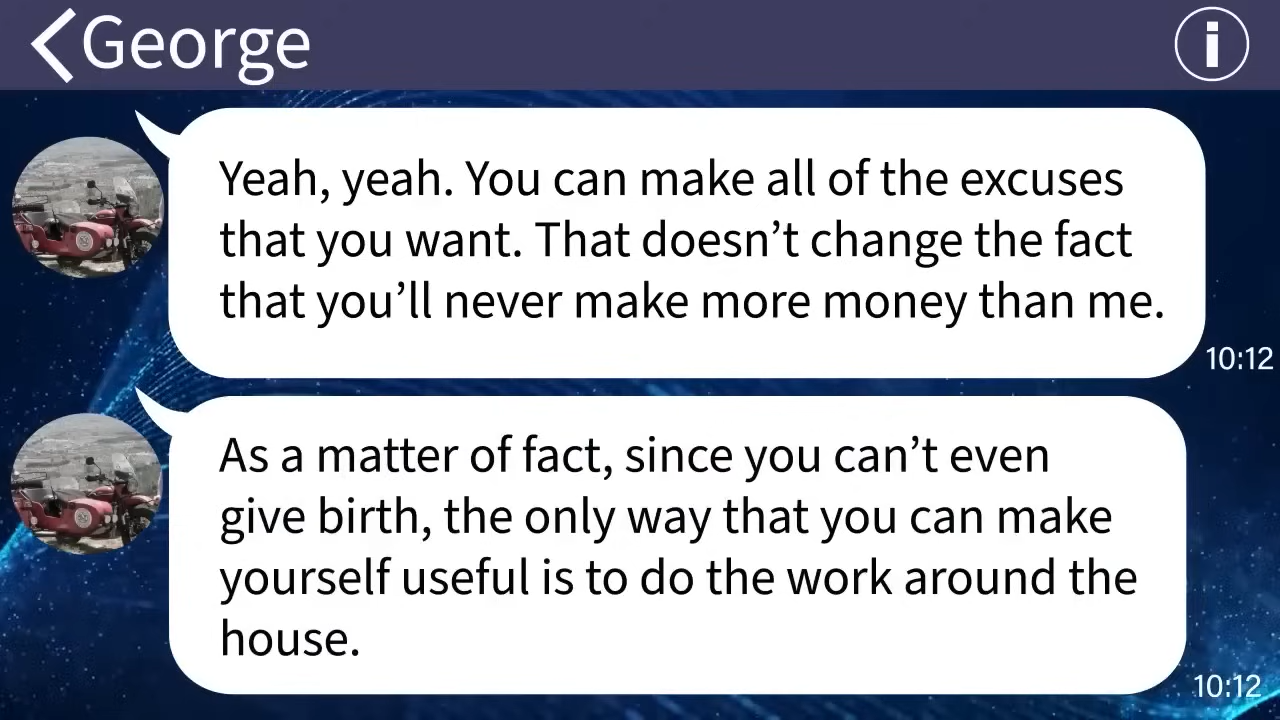 George
Yeah, yeah. You can make all of the excuses
that you want. That doesn’t change the fact
that you’ll never make more money than me.
10:12
As a matter of fact, since you can’t even
give birth, the only way that you can make
yourself useful is to do the work around the
house.
10:12